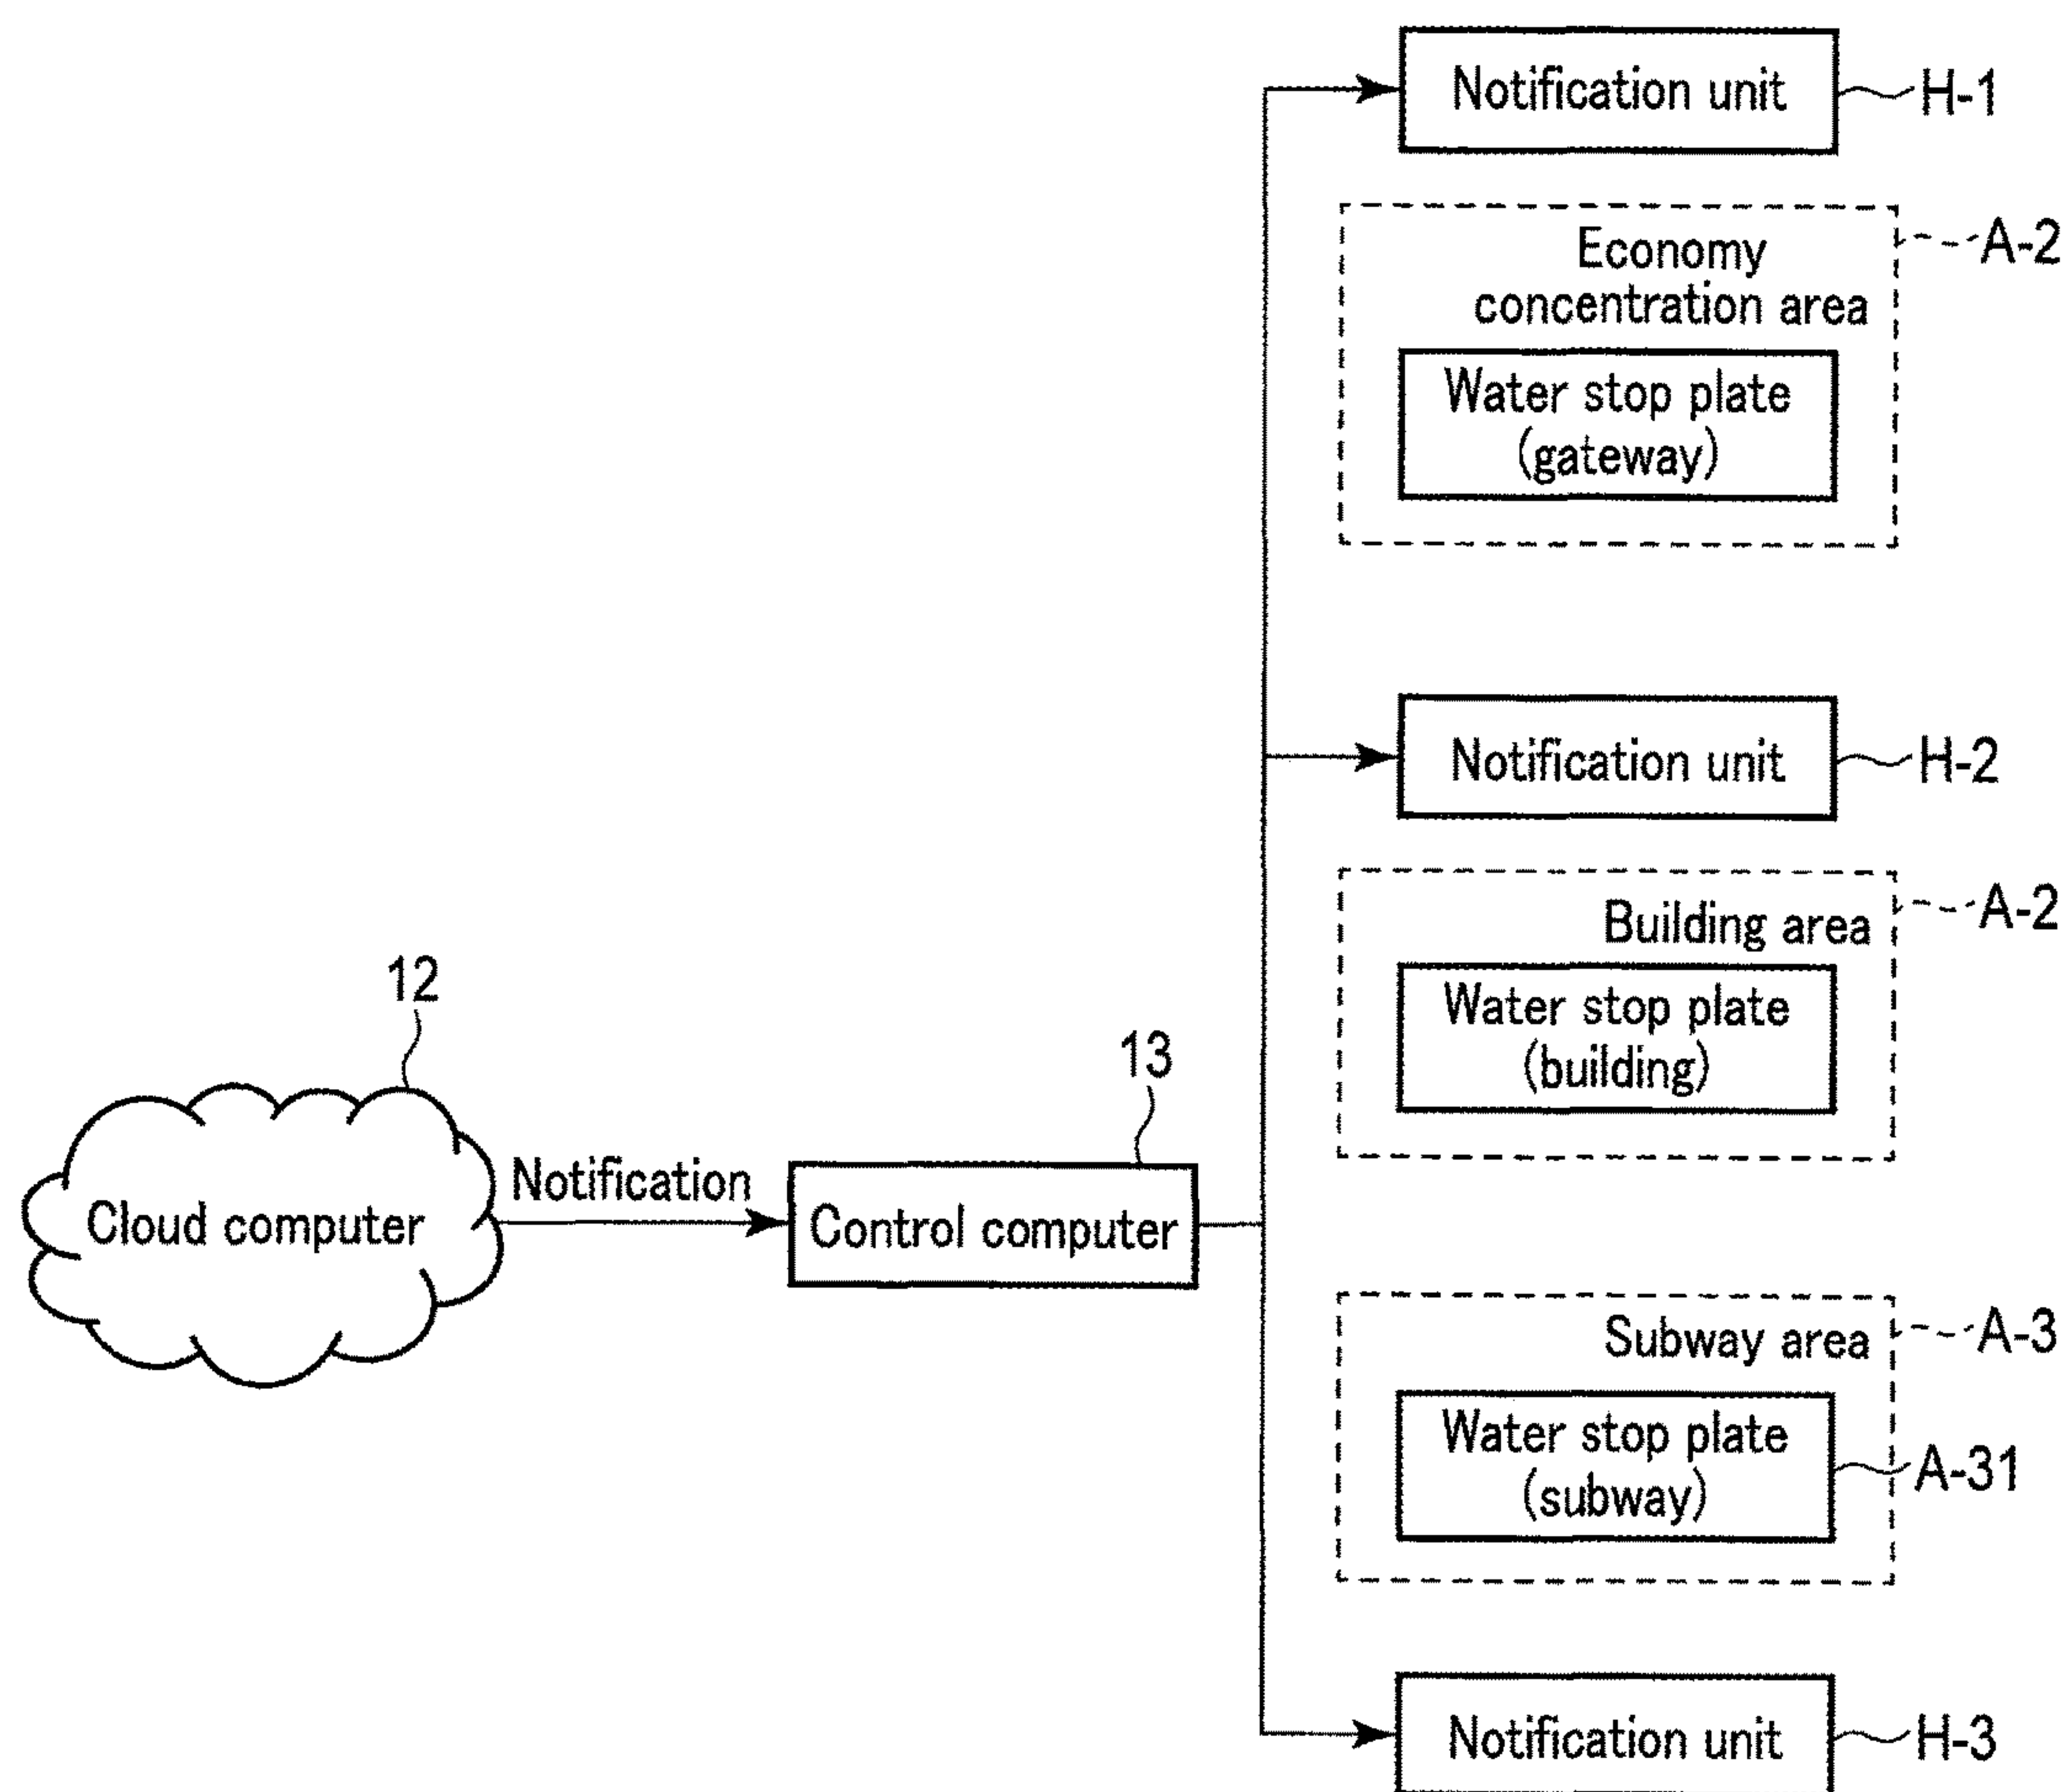 Notification unit
H-1
A-2
Economy
concentration area
Water stop plate
(gateway)
Notification unit
H-2
A-2
Building area
Water stop plate
(building)
12
13
Cloud computer
Notification
Control computer
A-3
Subway area
Water stop plate
(subway)
A-31
Notification unit
H-3